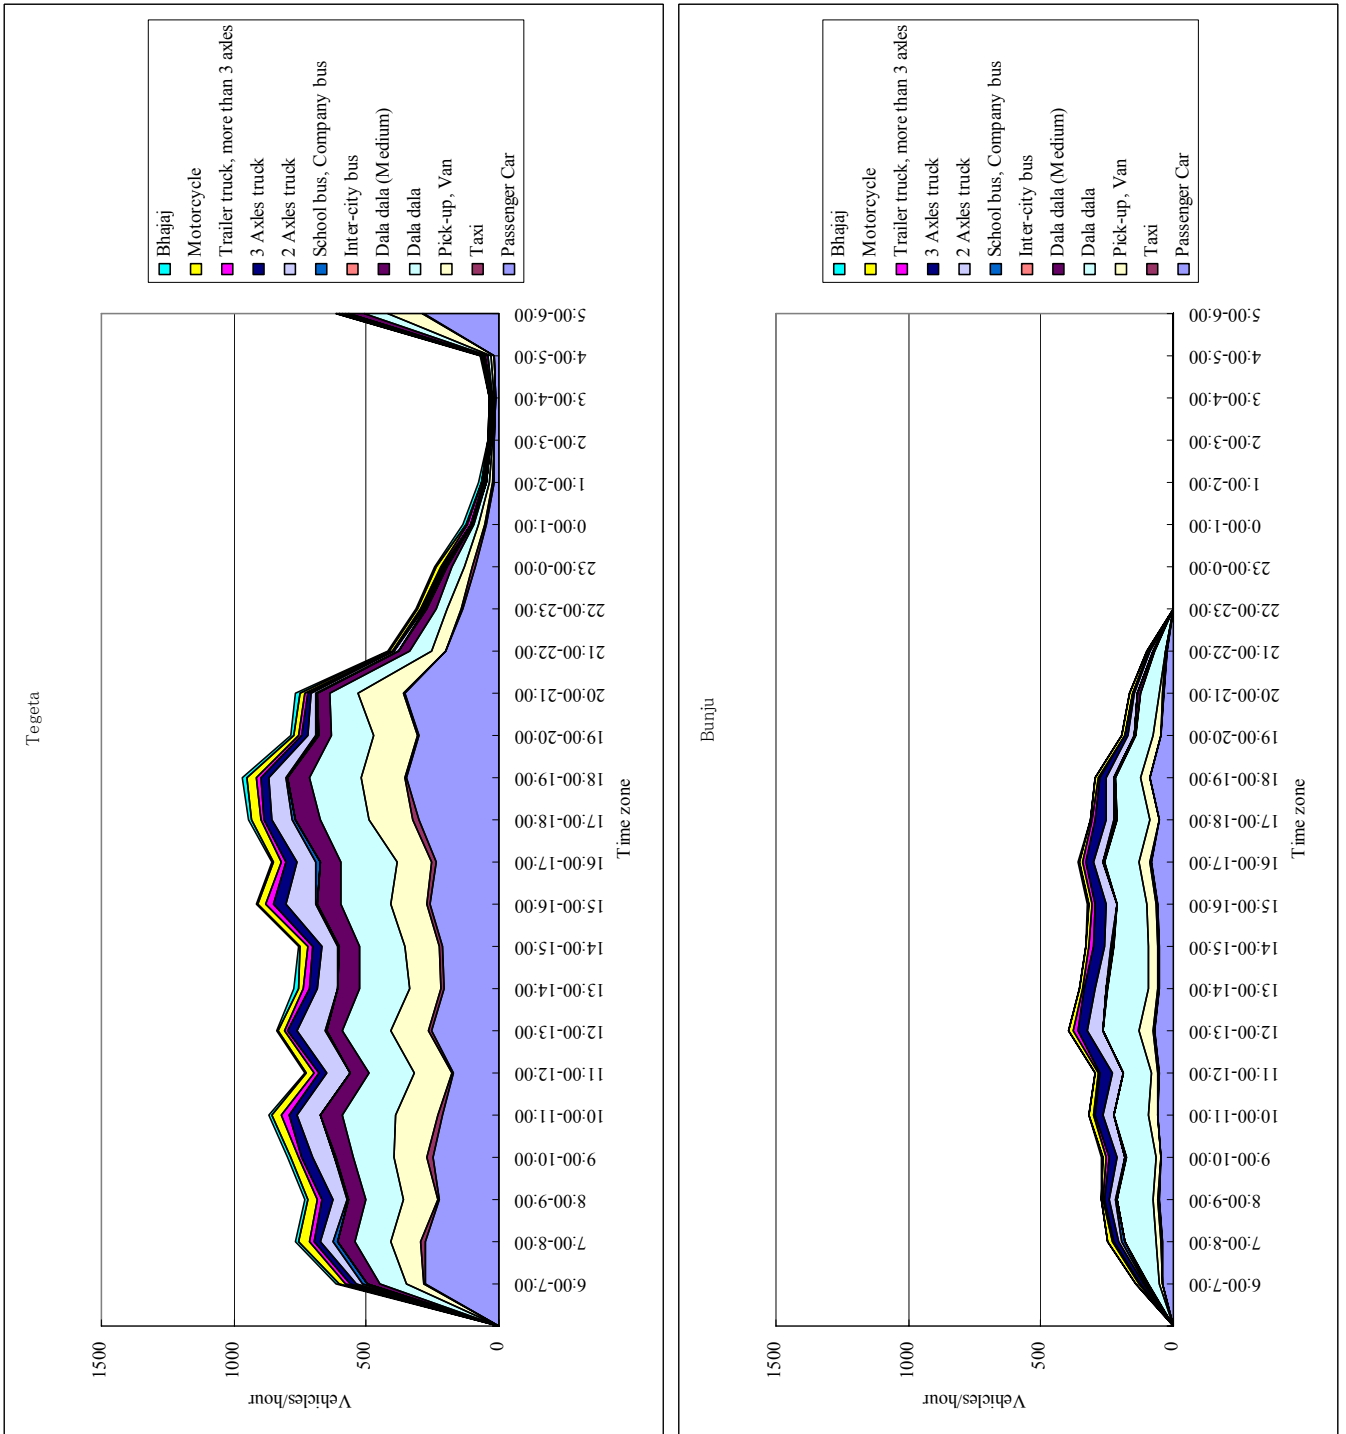 Tegeta
Vehicles/hour
1500
1000
500
0
6:00-7:00
7:00-8:00
8:00-9:00
9:00-10:00
10:00-11:00
11:00-12:00
12:00-13:00
13:00-14:00
14:00-15:00
15:00-16:00
16:00-17:00
17:00-18:00
18:00-19:00
19:00-20:00
20:00-21:00
21:00-22:00
22:00-23:00
23:00-0:00
0:00-1:00
1:00-2:00
2:00-3:00
3:00-4:00
4:00-5:00
5:00-6:00
Time zone
Bhajaj
Motorcycle
Trailer truck, more than 3 axles
3 Axles truck
2 Axles truck
School bus, Company bus
Inter-city bus
Dala dala (Medium)
Dala dala
Pick-up, Van
Taxi
Passenger Car
Bunju
Vehicles/hour
1500
1000
500
0
6:00-7:00
7:00-8:00
8:00-9:00
9:00-10:00
10:00-11:00
11:00-12:00
12:00-13:00
13:00-14:00
14:00-15:00
15:00-16:00
16:00-17:00
17:00-18:00
18:00-19:00
19:00-20:00
20:00-21:00
21:00-22:00
22:00-23:00
23:00-0:00
0:00-1:00
1:00-2:00
2:00-3:00
3:00-4:00
4:00-5:00
5:00-6:00
Time zone
Bhajaj
Motorcycle
Trailer truck, more than 3 axles
3 Axles truck
2 Axles truck
School bus, Company bus
Inter-city bus
Dala dala (Medium)
Dala dala
Pick-up, Van
Taxi
Passenger Car